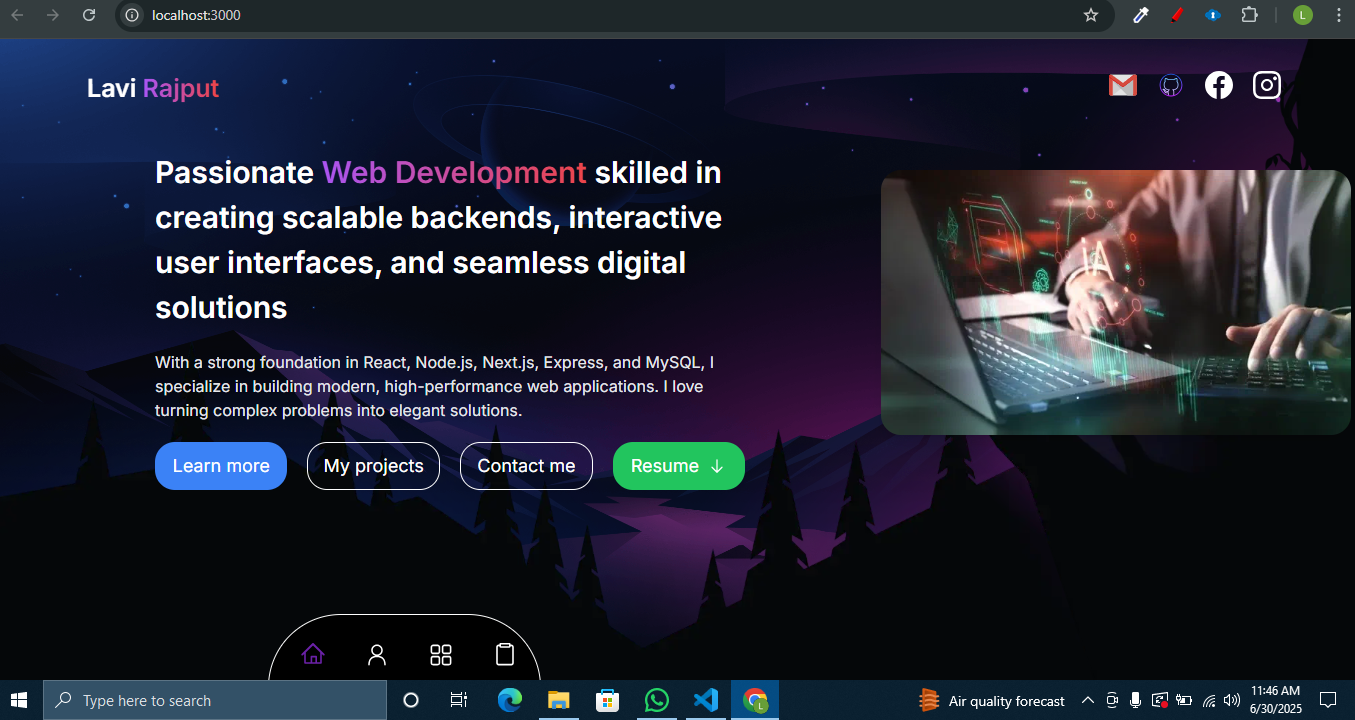 localhost:3000
L
Lavi Rajput
Passionate Web Development skilled in
creating scalable backends, interactive
user interfaces, and seamless digital
solutions
With a strong foundation in React, Node.js, Next.js, Express, and MySQL, I
specialize in building modern, high-performance web applications. I love
turning complex problems into elegant solutions.
Learn more
My projects
Contact me
Resume ↓
IA
Type here to search
L
Air quality forecast
11:46 AM
6/30/2025